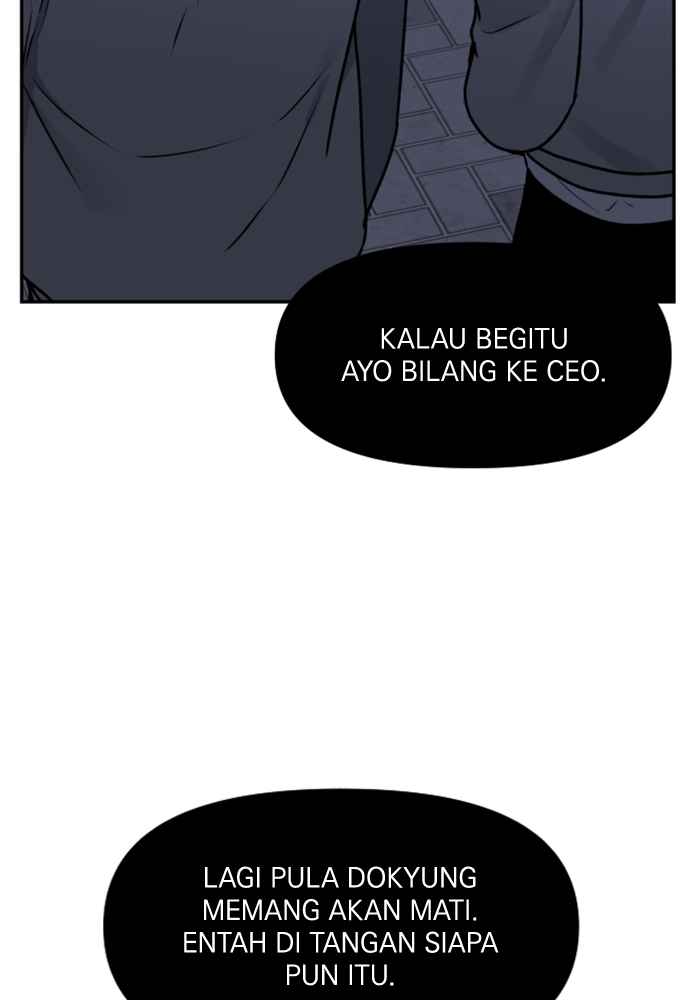 KALAU BEGITU
AYO BILANG KE CEO.
LAGI PULA DOKYUNG
MEMANG AKAN MATI.
ENTAH DI TANGAN SIAPA
PUN ITU.